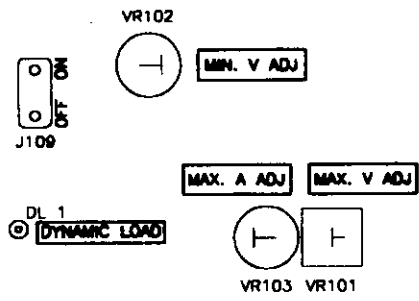 VR102
MIN. V ADJ
ON
OFF
J109
MAX. A ADJ
MAX. V ADJ
DL 1
DYNAMIC LOAD
VR103
VR101